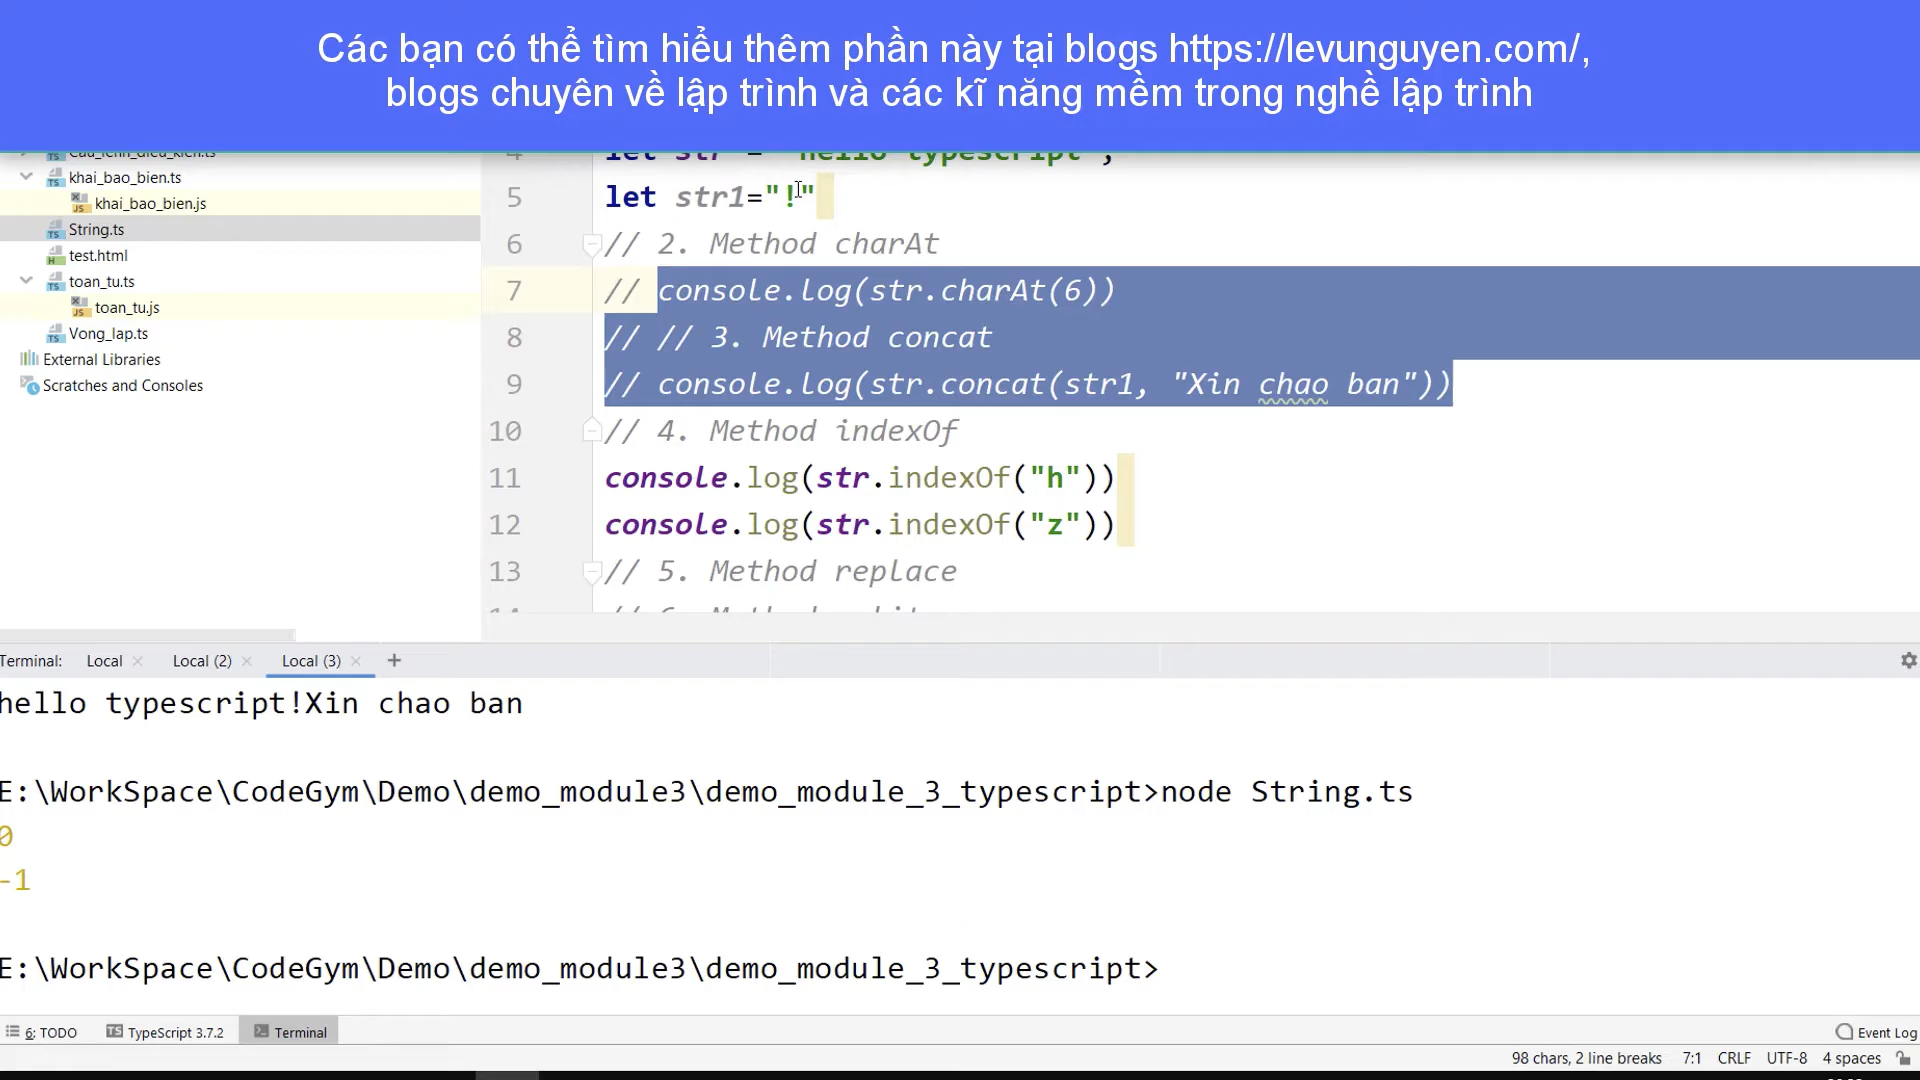 Các bạn có thể tìm hiểu thêm phần này tại blogs https://levunguyen.com/,
blogs chuyên về lập trình và các kĩ năng mềm trong nghề lập trình
Cau_lenh_dieu_kien.ts
khai_bao_bien.ts
khai_bao_bien.js
String.ts
test.html
toan_tu.ts
toan_tu.js
Vong_lap.ts
External Libraries
Scratches and Consoles
4 let str = "hello typescript";
5 let str1="!"
6 // 2. Method charAt
7 // console.log(str.charAt(6))
8 // // 3. Method concat
9 // console.log(str.concat(str1, "Xin chao ban"))
10 // 4. Method indexOf
11 console.log(str.indexOf("h"))
12 console.log(str.indexOf("z"))
13 // 5. Method replace
Terminal: Local Local (2) Local (3) +
hello typescript!Xin chao ban
E:\WorkSpace\CodeGym\Demo\demo_module3\demo_module_3_typescript>node String.ts
0
-1
E:\WorkSpace\CodeGym\Demo\demo_module3\demo_module_3_typescript>
6: TODO TypeScript 3.7.2 Terminal Event Log
98 chars, 2 line breaks 7:1 CRLF UTF-8 4 spaces